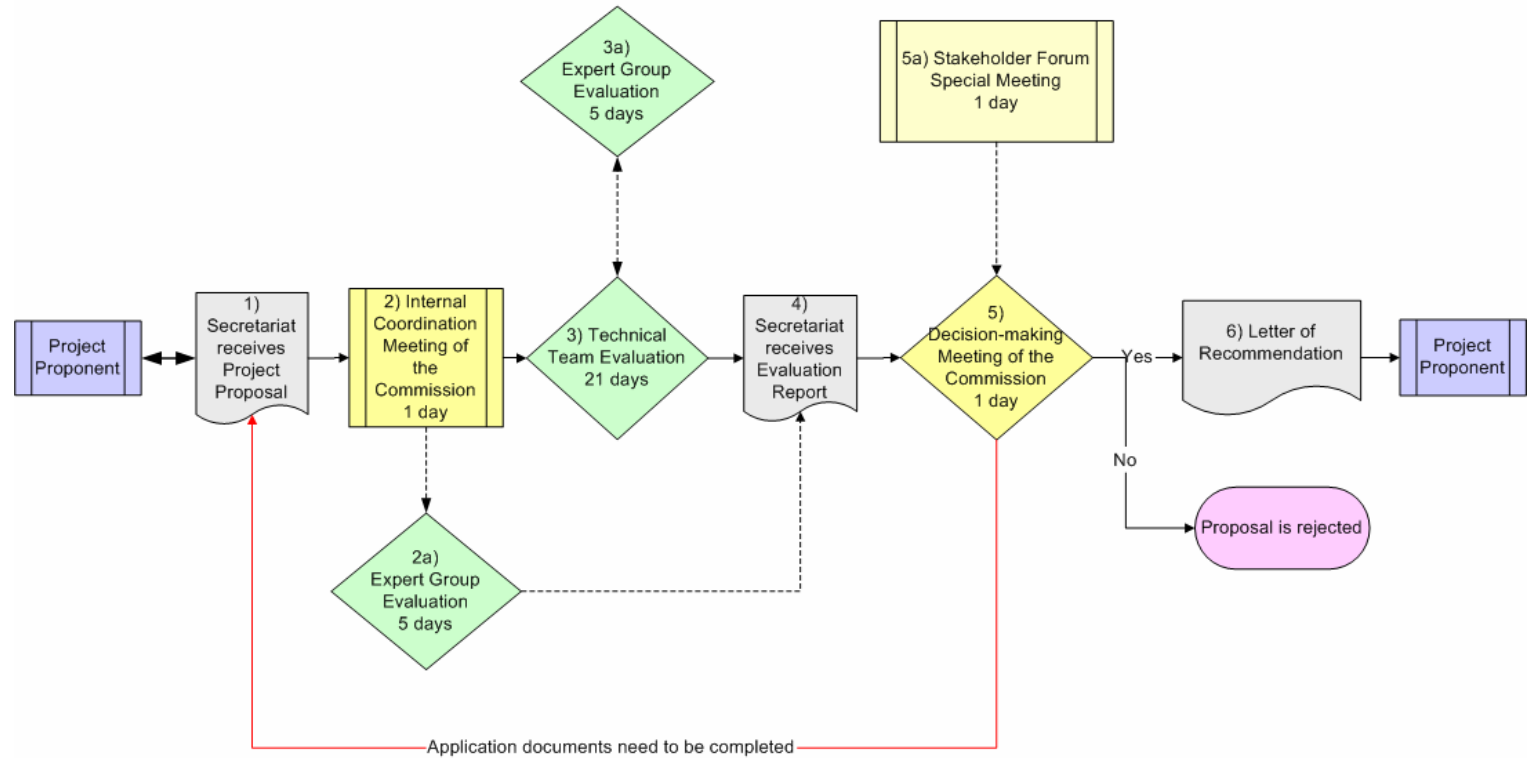 3a)
Expert Group
Evaluation
5 days
5a) Stakeholder Forum
Special Meeting
1 day
Project
Proponent
1)
Secretariat
receives
Project
Proposal
2) Internal
Coordination
Meeting of
the
Commission
1 day
3) Technical
Team Evaluation
21 days
4)
Secretariat
receives
Evaluation
Report
5)
Decision-making
Meeting of the
Commission
1 day
Yes
6) Letter of
Recommendation
Project
Proponent
No
Proposal is rejected
2a)
Expert Group
Evaluation
5 days
Application documents need to be completed